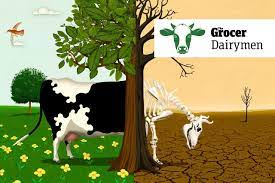 The
Grocer
Dairymen